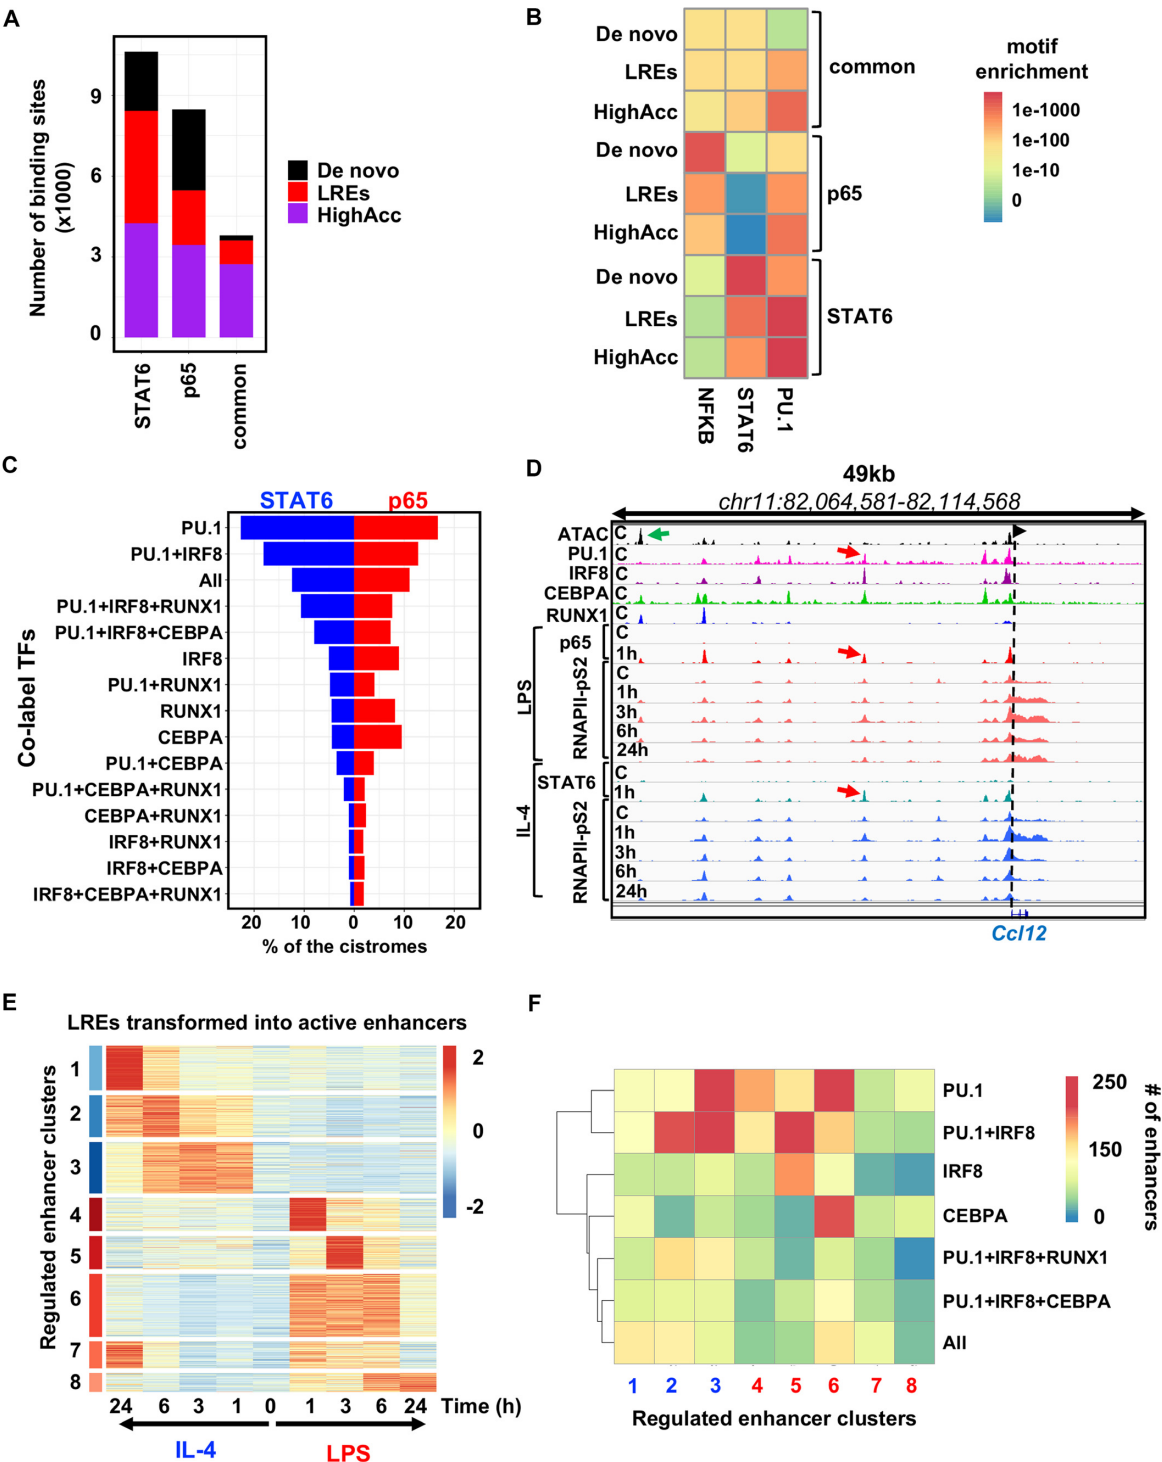 A
Number of binding sites
(x1000)
9
6
3
0
STAT6
p65
common
De novo
LREs
HighAcc
B
De novo
LREs
HighAcc
De novo
LREs
HighAcc
De novo
LREs
HighAcc
common
p65
STAT6
NFKB
STAT6
PU.1
motif
enrichment
1e-1000
1e-100
1e-10
0
C
STAT6
p65
Co-label TFs
PU.1
PU.1+IRF8
All
PU.1+IRF8+RUNX1
PU.1+IRF8+CEBPA
IRF8
PU.1+RUNX1
RUNX1
CEBPA
PU.1+CEBPA
PU.1+CEBPA+RUNX1
CEBPA+RUNX1
IRF8+RUNX1
IRF8+CEBPA
IRF8+CEBPA+RUNX1
20 10 0 10 20
% of the cistromes
D
49kb
chr11:82,064,581-82,114,568
ATAC C
PU.1 C
IRF8 C
CEBPA C
RUNX1 C
LPS
p65
C
1h
RNAPII-pS2
C
1h
3h
6h
24h
IL-4
STAT6
C
1h
RNAPII-pS2
C
1h
3h
6h
24h
Ccl12
E
LREs transformed into active enhancers
Regulated enhancer clusters
1
2
3
4
5
6
7
8
2
0
-2
24 6 3 1 0 1 3 6 24 Time (h)
IL-4
LPS
F
PU.1
PU.1+IRF8
IRF8
CEBPA
PU.1+IRF8+RUNX1
PU.1+IRF8+CEBPA
All
1 2 3 4 5 6 7 8
Regulated enhancer clusters
250
150
0
# of enhancers